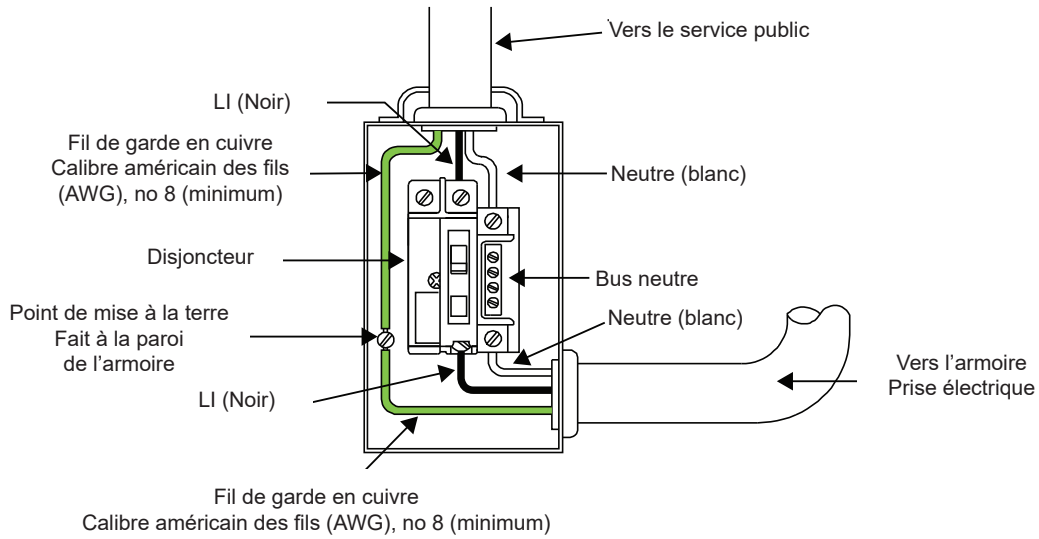 Vers le service public
LI (Noir)
Fil de garde en cuivre
Calibre américain des fils
(AWG), no 8 (minimum)
Neutre (blanc)
Disjoncteur
Bus neutre
Point de mise à la terre
Fait à la paroi
de l’armoire
Neutre (blanc)
Vers l’armoire
Prise électrique
LI (Noir)
Fil de garde en cuivre
Calibre américain des fils (AWG), no 8 (minimum)